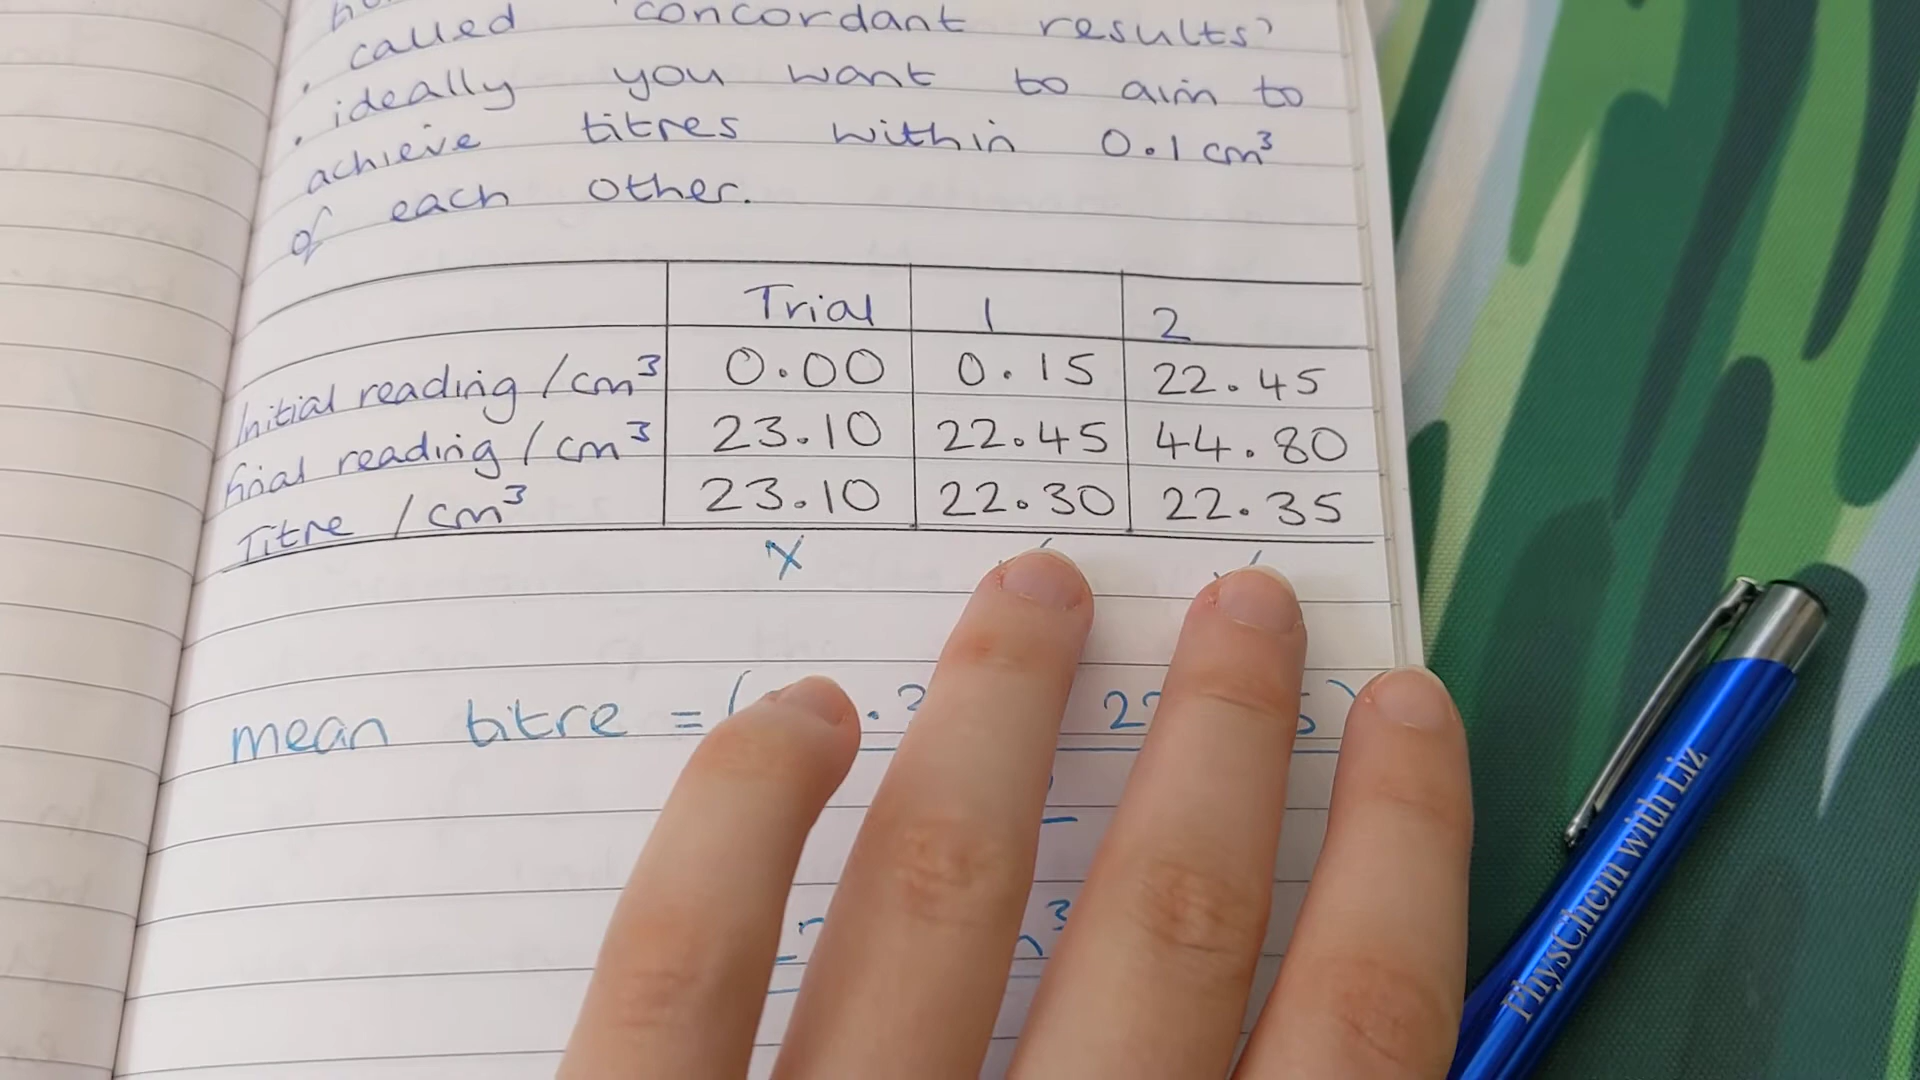 called 'concordant results'
• ideally you want to aim to
achieve titres within 0.1 cm³
of each other.
Trial 1 2
Initial reading /cm³ 0.00 0.15 22.45
final reading /cm³ 23.10 22.45 44.80
Titre /cm³ 23.10 22.30 22.35
X
mean titre = (
PhysChem with Liz